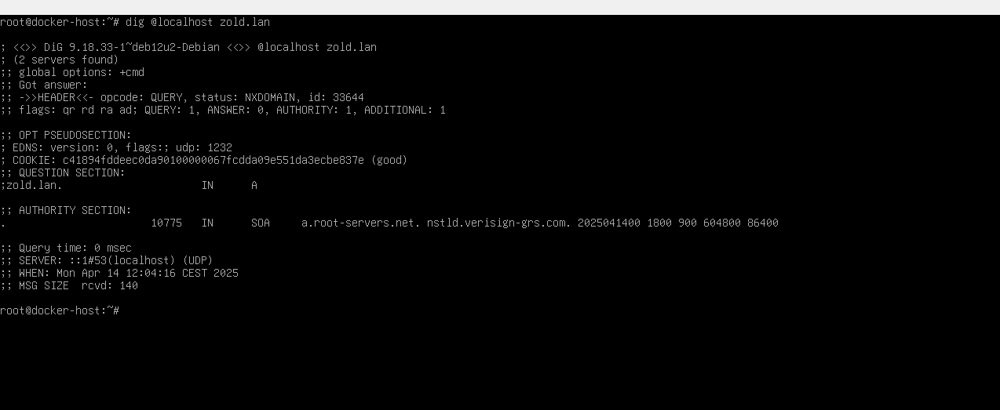 root@docker-host:~# dig @localhost zold.lan
; <<>> DiG 9.18.33-1~deb12u2-Debian <<>> @localhost zold.lan
; (2 servers found)
;; global options: +cmd
;; Got answer:
;; ->>HEADER<<- opcode: QUERY, status: NXDOMAIN, id: 33644
;; flags: qr rd ra ad; QUERY: 1, ANSWER: 0, AUTHORITY: 1, ADDITIONAL: 1
;; OPT PSEUDOSECTION:
; EDNS: version: 0, flags:; udp: 1232
; COOKIE: c41894fddeec0da90100000067fcdda09e551da3ecbe837e (good)
;; QUESTION SECTION:
;zold.lan. IN A
;; AUTHORITY SECTION:
. 10775 IN SOA a.root-servers.net. nstld.verisign-grs.com. 2025041400 1800 900 604800 86400
;; Query time: 0 msec
;; SERVER: ::1#53(localhost) (UDP)
;; WHEN: Mon Apr 14 12:04:16 CEST 2025
;; MSG SIZE  rcvd: 140
root@docker-host:~#